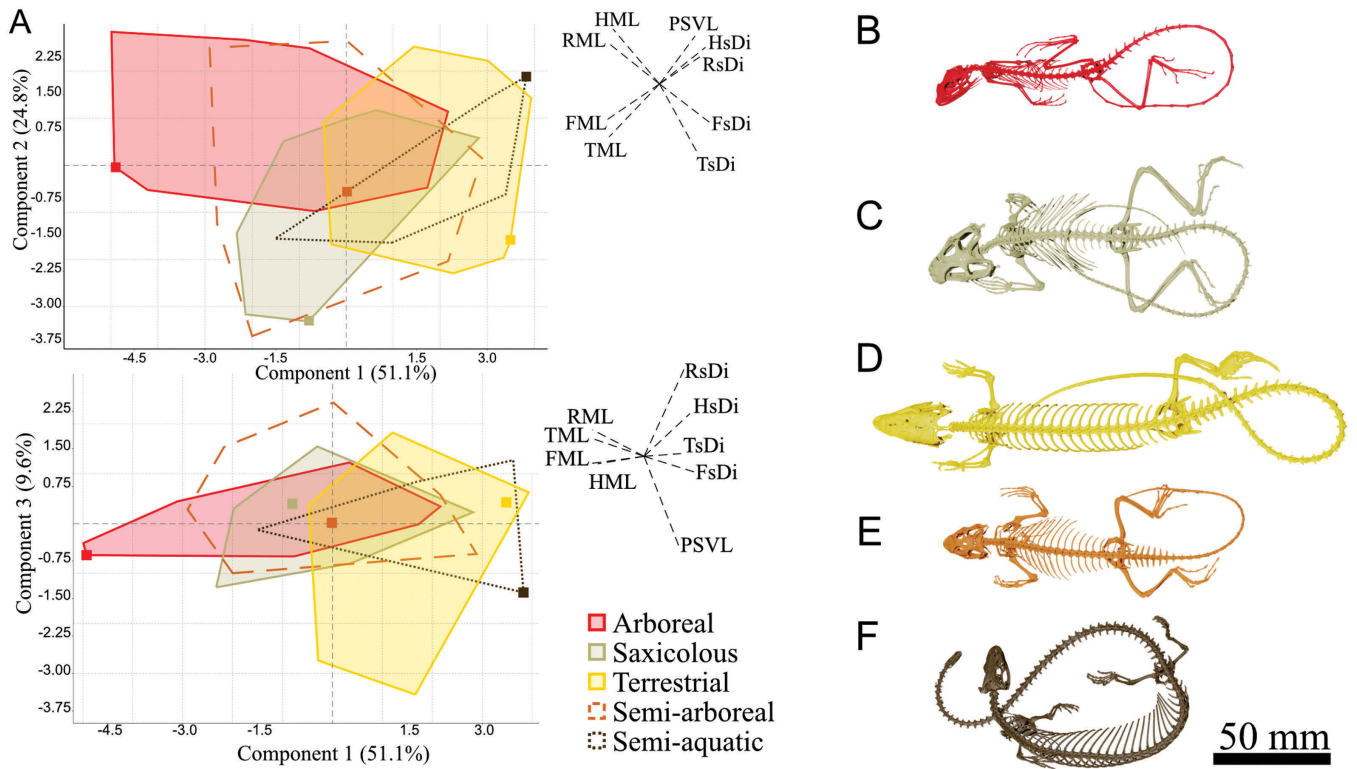 A
2.25
1.50
0.75
-0.75
-1.50
-2.25
-3.00
-3.75
Component 2 (24.8%)
-4.5
-3.0
-1.5
1.5
3.0
Component 1 (51.1%)
HML
RML
PSVL
HsDi
RsDi
FML
TML
FsDi
TsDi
2.25
1.50
0.75
-0.75
-1.50
-2.25
-3.00
-3.75
Component 3 (9.6%)
-4.5
-3.0
-1.5
1.5
3.0
Component 1 (51.1%)
RsDi
HsDi
RML
TML
FML
HML
TsDi
FsDi
PSVL
Arboreal
Saxicolous
Terrestrial
Semi-arboreal
Semi-aquatic
B
C
D
E
F
50 mm